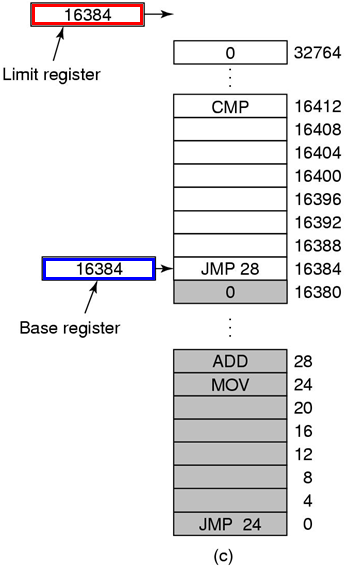 16384
Limit register
0 32764
CMP 16412
16408
16404
16400
16396
16392
16388
16384 JMP 28 16384
0 16380
Base register
ADD 28
MOV 24
20
16
12
8
4
JMP 24 0
(c)